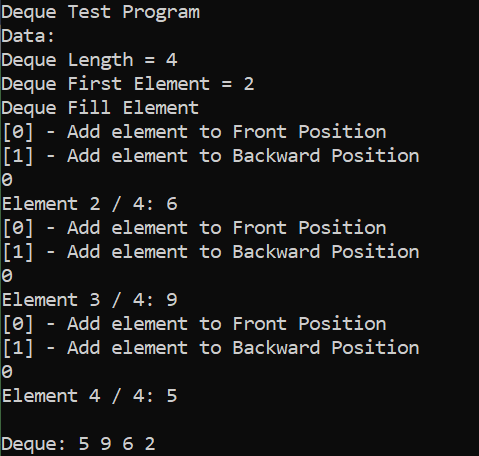 Deque Test Program
Data:
Deque Length = 4
Deque First Element = 2
Deque Fill Element
[0] - Add element to Front Position
[1] - Add element to Backward Position
0
Element 2 / 4: 6
[0] - Add element to Front Position
[1] - Add element to Backward Position
0
Element 3 / 4: 9
[0] - Add element to Front Position
[1] - Add element to Backward Position
0
Element 4 / 4: 5
Deque: 5 9 6 2